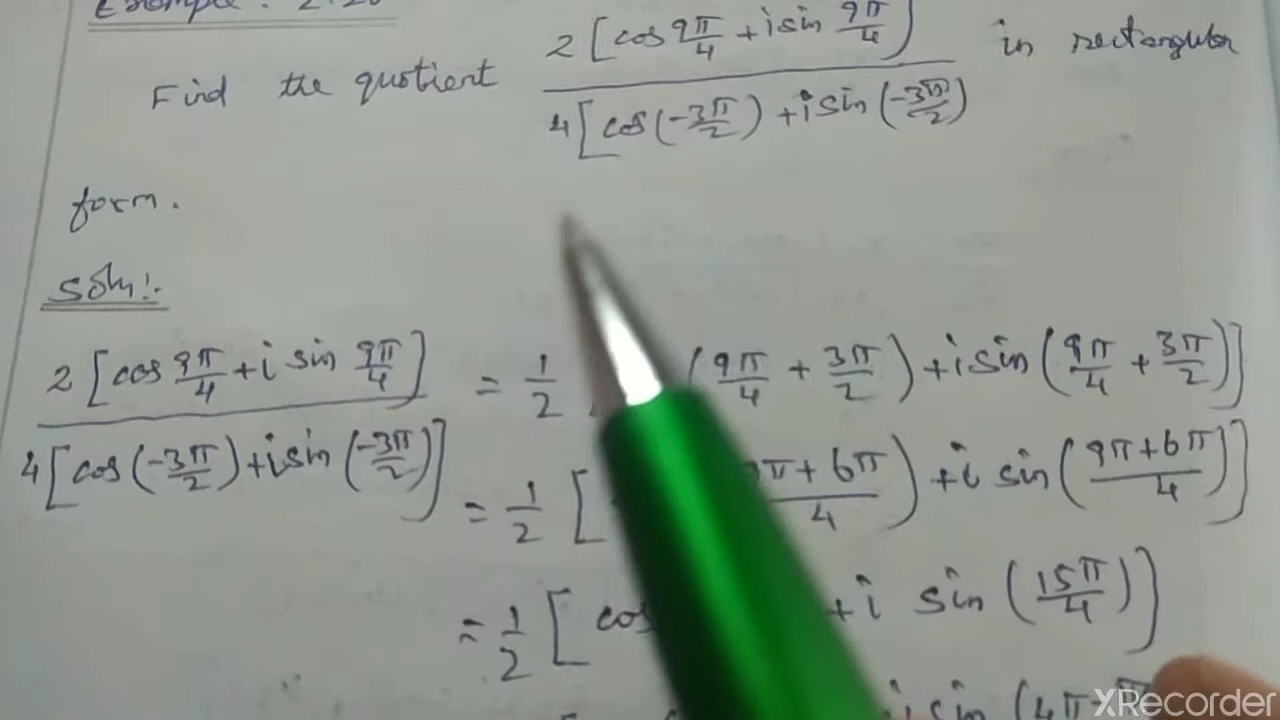 Example : 2.26
Find the quotient 2 [cos 9π/4 + i sin 9π/4] / 4 [cos (-3π/2) + i sin (-3π/2)] in rectangular
form.
Soln:
2 [cos 9π/4 + i sin 9π/4] / 4 [cos (-3π/2) + i sin (-3π/2)] = 1/2 (9π/4 + 3π/2) + i sin (9π/4 + 3π/2)]
= 1/2 [ π + 6π / 4) + i sin (9π + 6π / 4)]
= 1/2 [ cos + i sin (15π/4)]
i sin (4π -
XRecorder